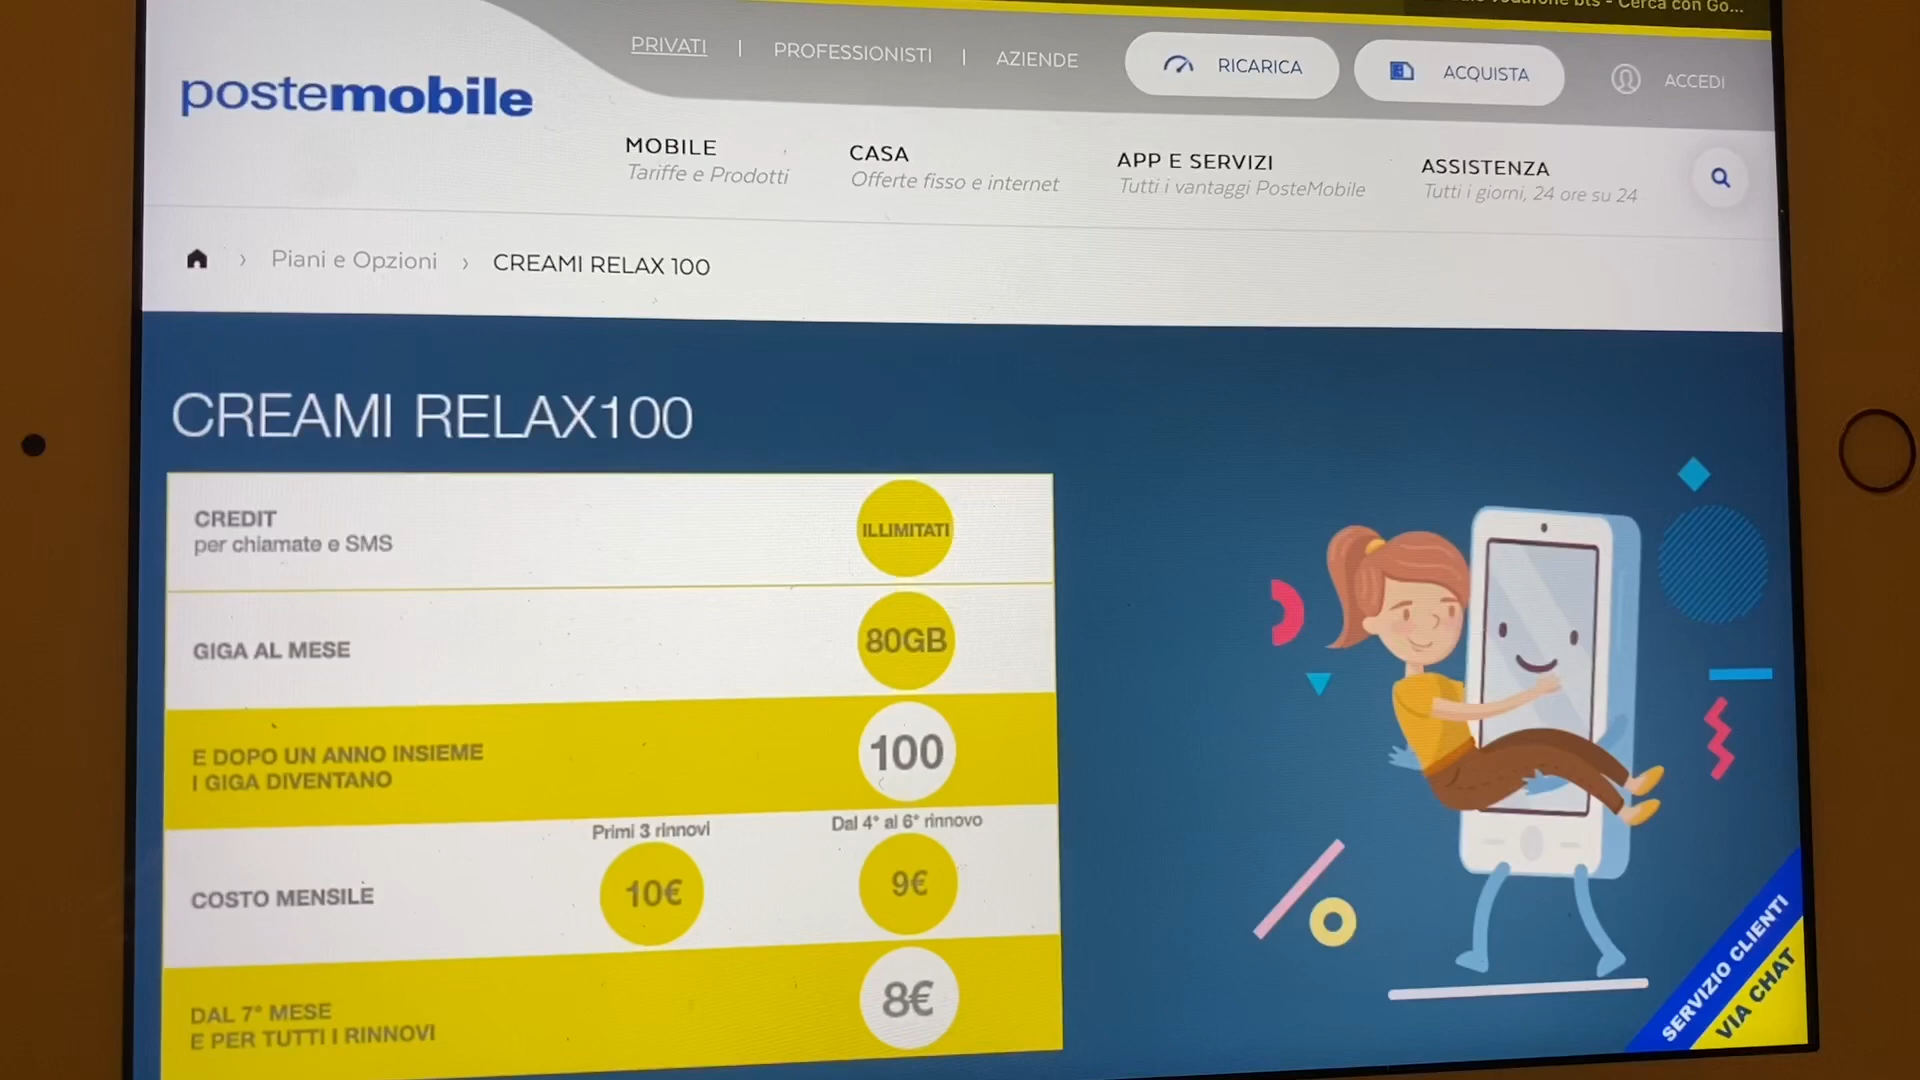 Cerca con Go...
PRIVATI | PROFESSIONISTI | AZIENDE
RICARICA
ACQUISTA
ACCEDI
postemobile
MOBILE
Tariffe e Prodotti
CASA
Offerte fisso e internet
APP E SERVIZI
Tutti i vantaggi PosteMobile
ASSISTENZA
Tutti i giorni, 24 ore su 24
› Piani e Opzioni › CREAMI RELAX 100
CREAMI RELAX100
CREDIT
per chiamate e SMS
ILLIMITATI
GIGA AL MESE
80GB
E DOPO UN ANNO INSIEME
I GIGA DIVENTANO
100
COSTO MENSILE
Primi 3 rinnovi
10€
Dal 4° al 6° rinnovo
9€
DAL 7° MESE
E PER TUTTI I RINNOVI
8€
SERVIZIO CLIENTI
VIA CHAT